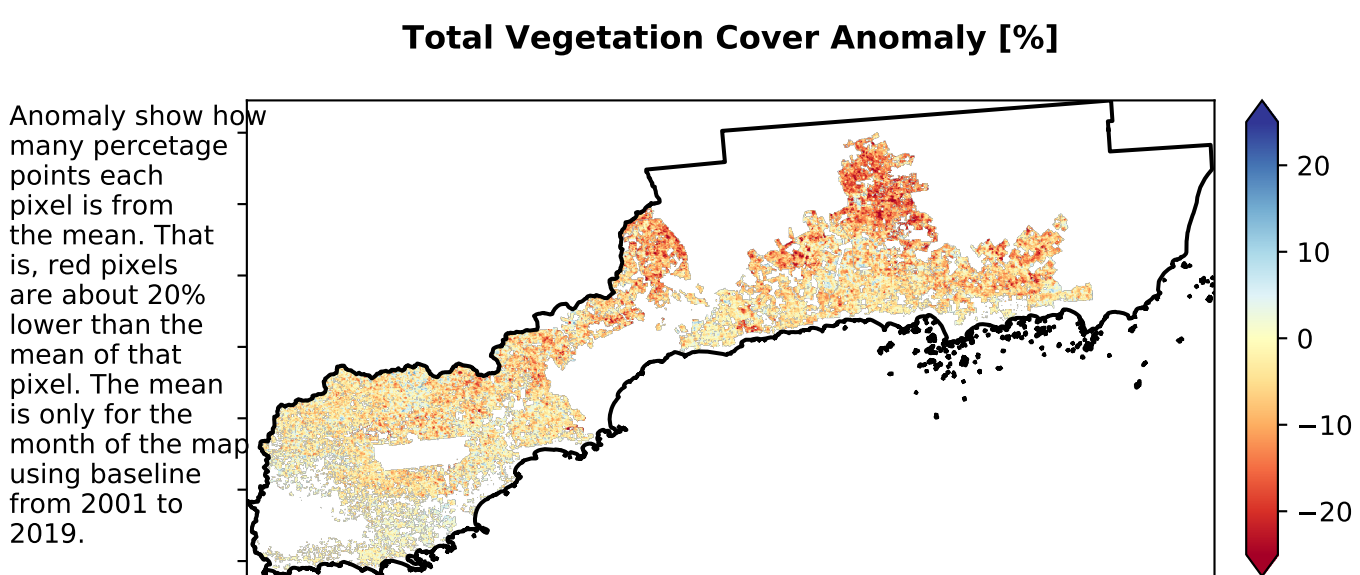 Total Vegetation Cover Anomaly [%]
Anomaly show how
many percetage
points each
pixel is from
the mean. That
is, red pixels
are about 20%
lower than the
mean of that
pixel. The mean
is only for the
month of the map
using baseline
from 2001 to
2019.
20
10
0
−10
−20